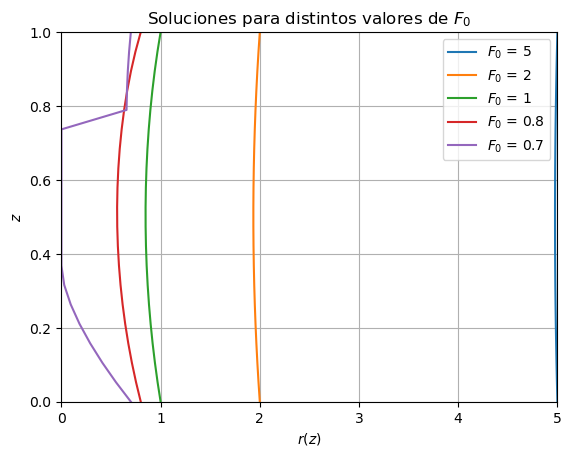 Soluciones para distintos valores de F₀
1.0
0.8
0.6
0.4
0.2
0.0
z
F₀ = 5
F₀ = 2
F₀ = 1
F₀ = 0.8
F₀ = 0.7
0 1 2 3 4 5
r(z)